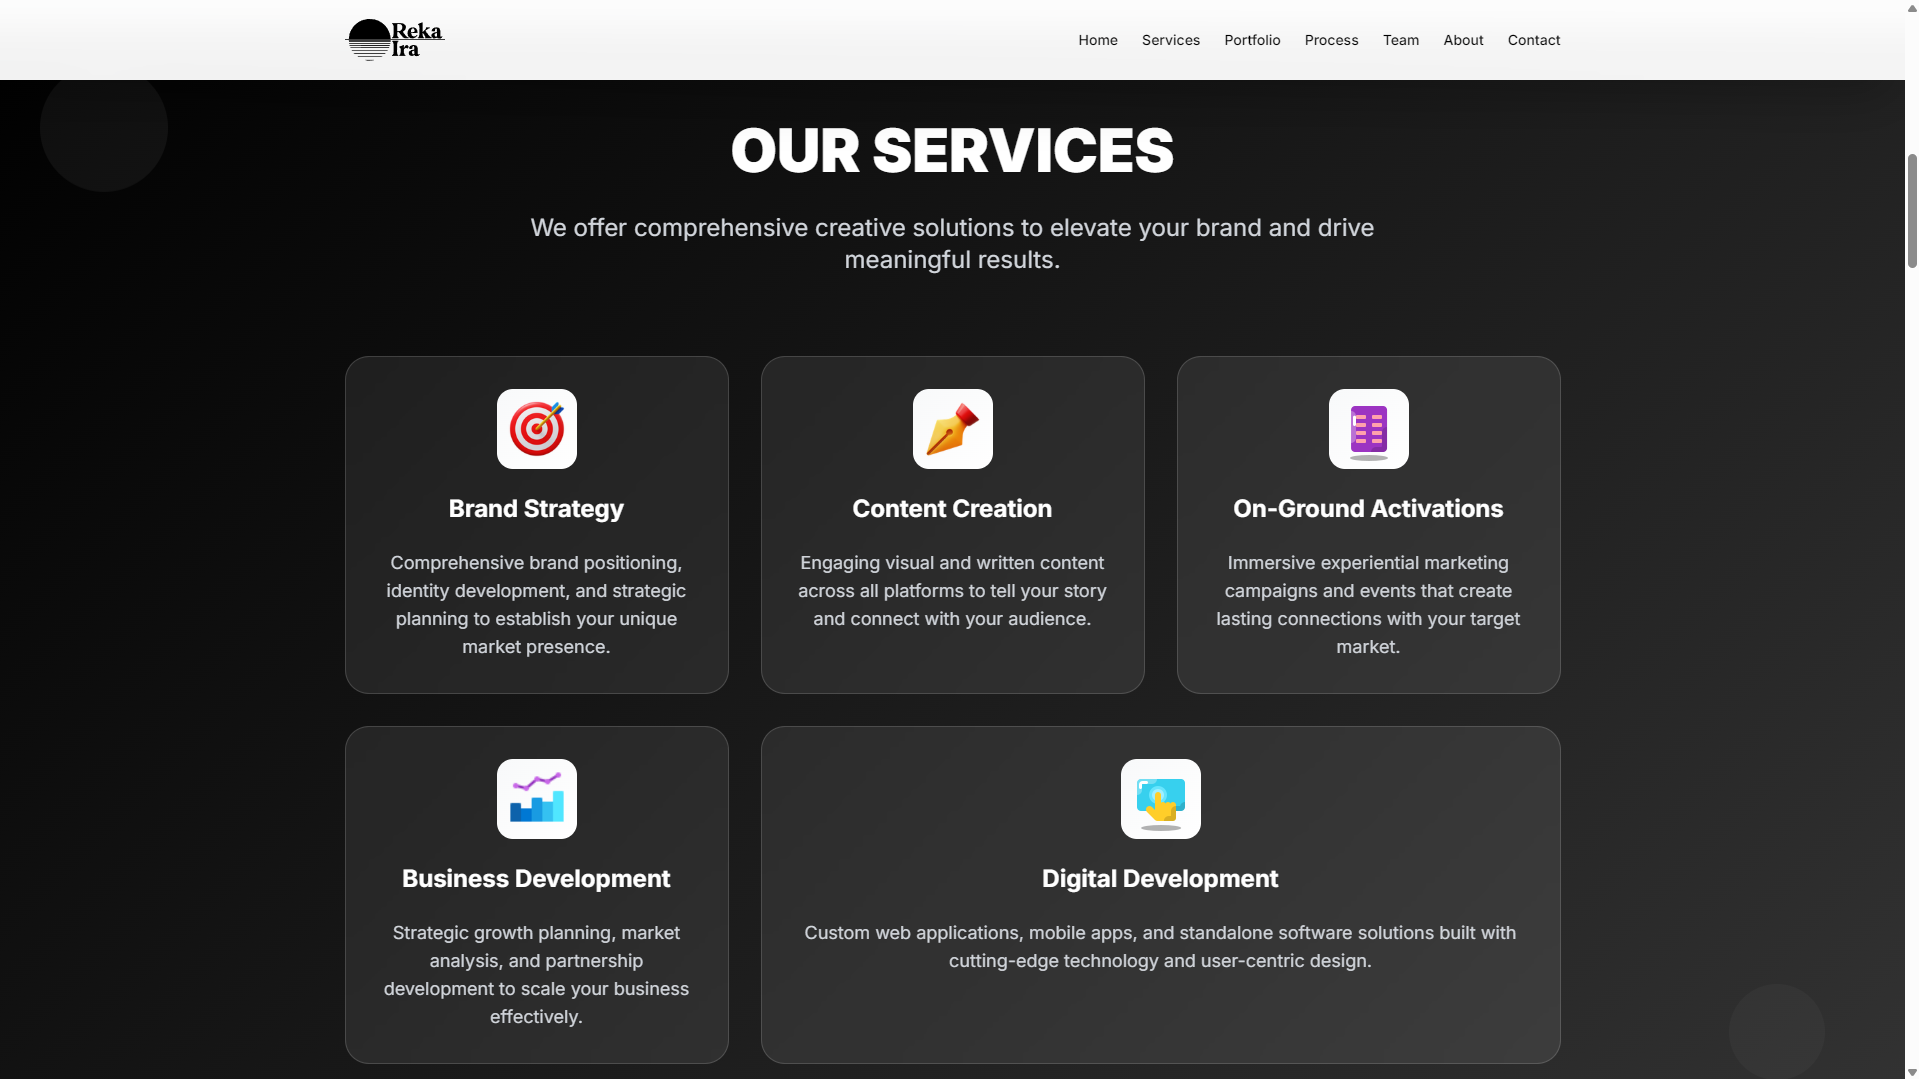 Reka
Ira
Home
Services
Portfolio
Process
Team
About
Contact
OUR SERVICES
We offer comprehensive creative solutions to elevate your brand and drive
meaningful results.
Brand Strategy
Comprehensive brand positioning,
identity development, and strategic
planning to establish your unique
market presence.
Content Creation
Engaging visual and written content
across all platforms to tell your story
and connect with your audience.
On-Ground Activations
Immersive experiential marketing
campaigns and events that create
lasting connections with your target
market.
Business Development
Strategic growth planning, market
analysis, and partnership
development to scale your business
effectively.
Digital Development
Custom web applications, mobile apps, and standalone software solutions built with
cutting-edge technology and user-centric design.